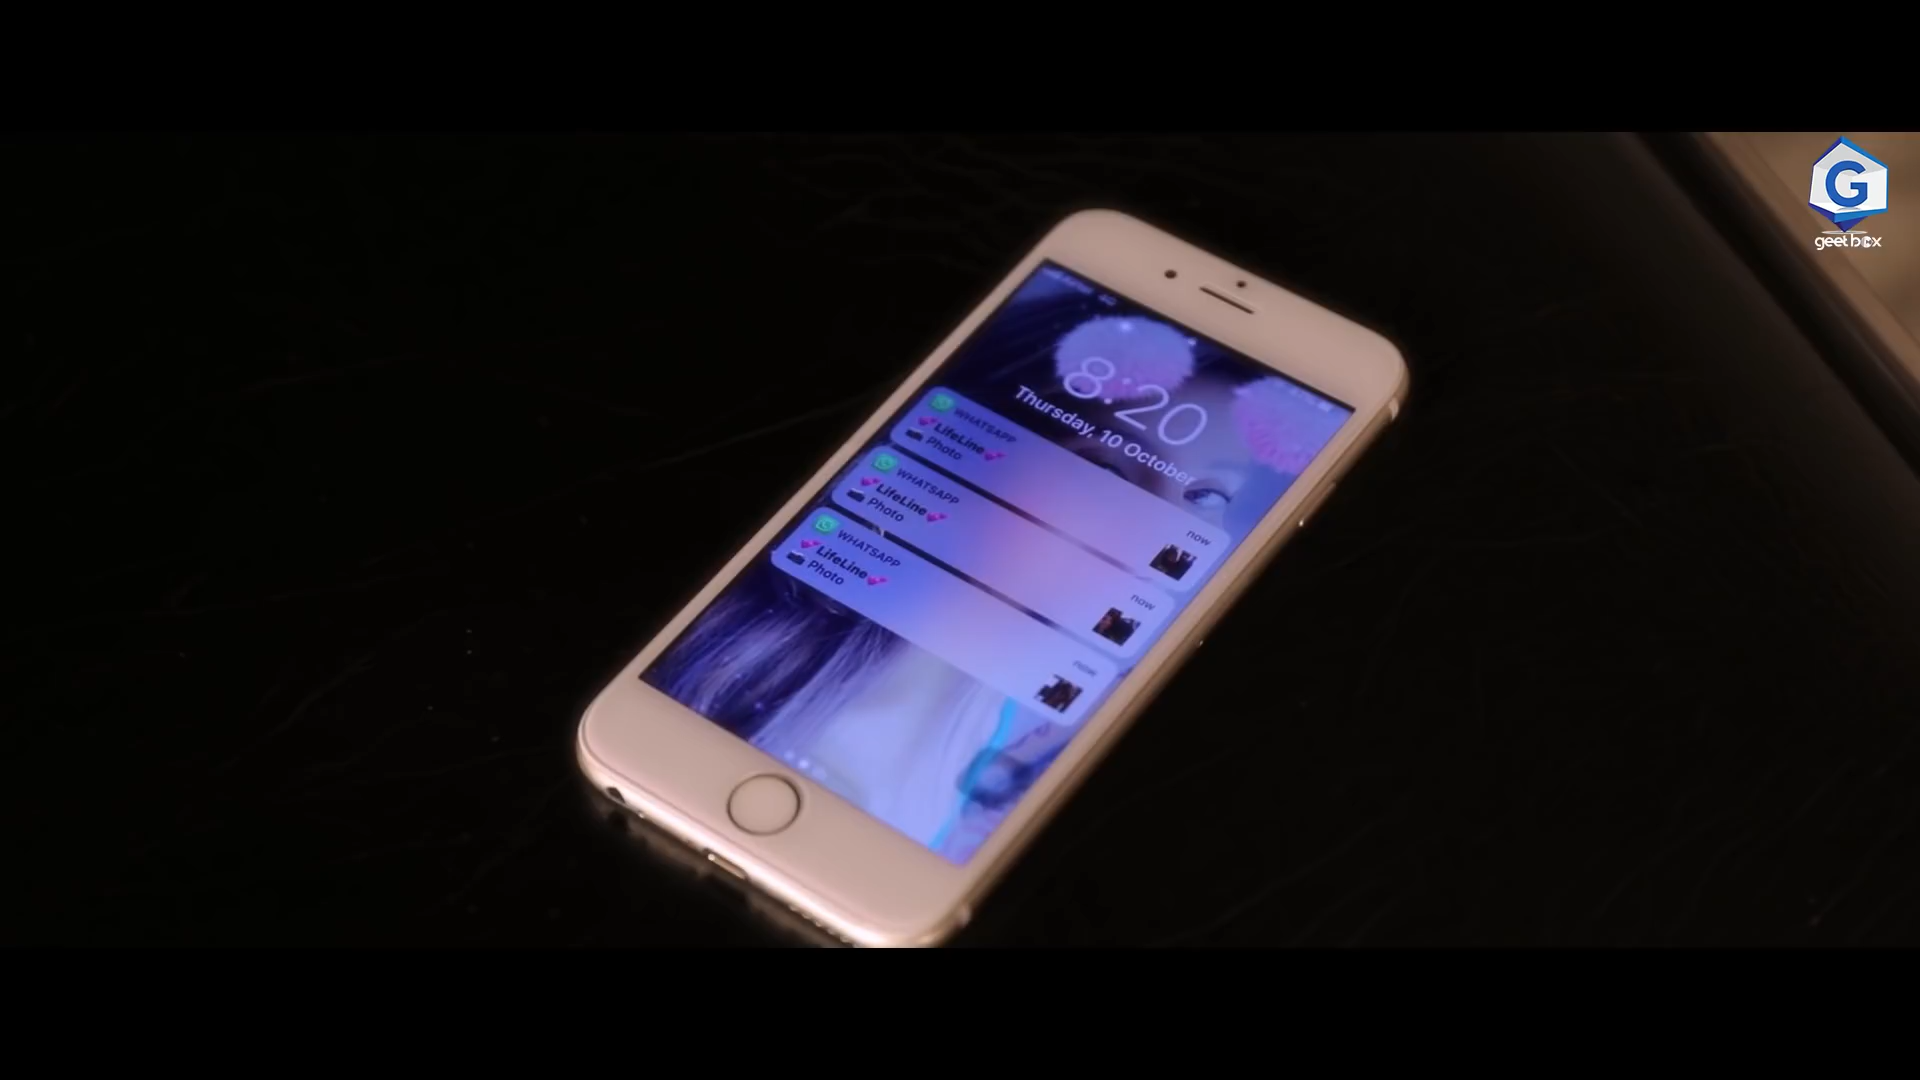 G
geet box
8:20
Thursday, 10 October
WHATSAPP
💕LifeLine💕
📷 Photo
now
WHATSAPP
💕LifeLine💕
📷 Photo
now
WHATSAPP
💕LifeLine💕
📷 Photo
now